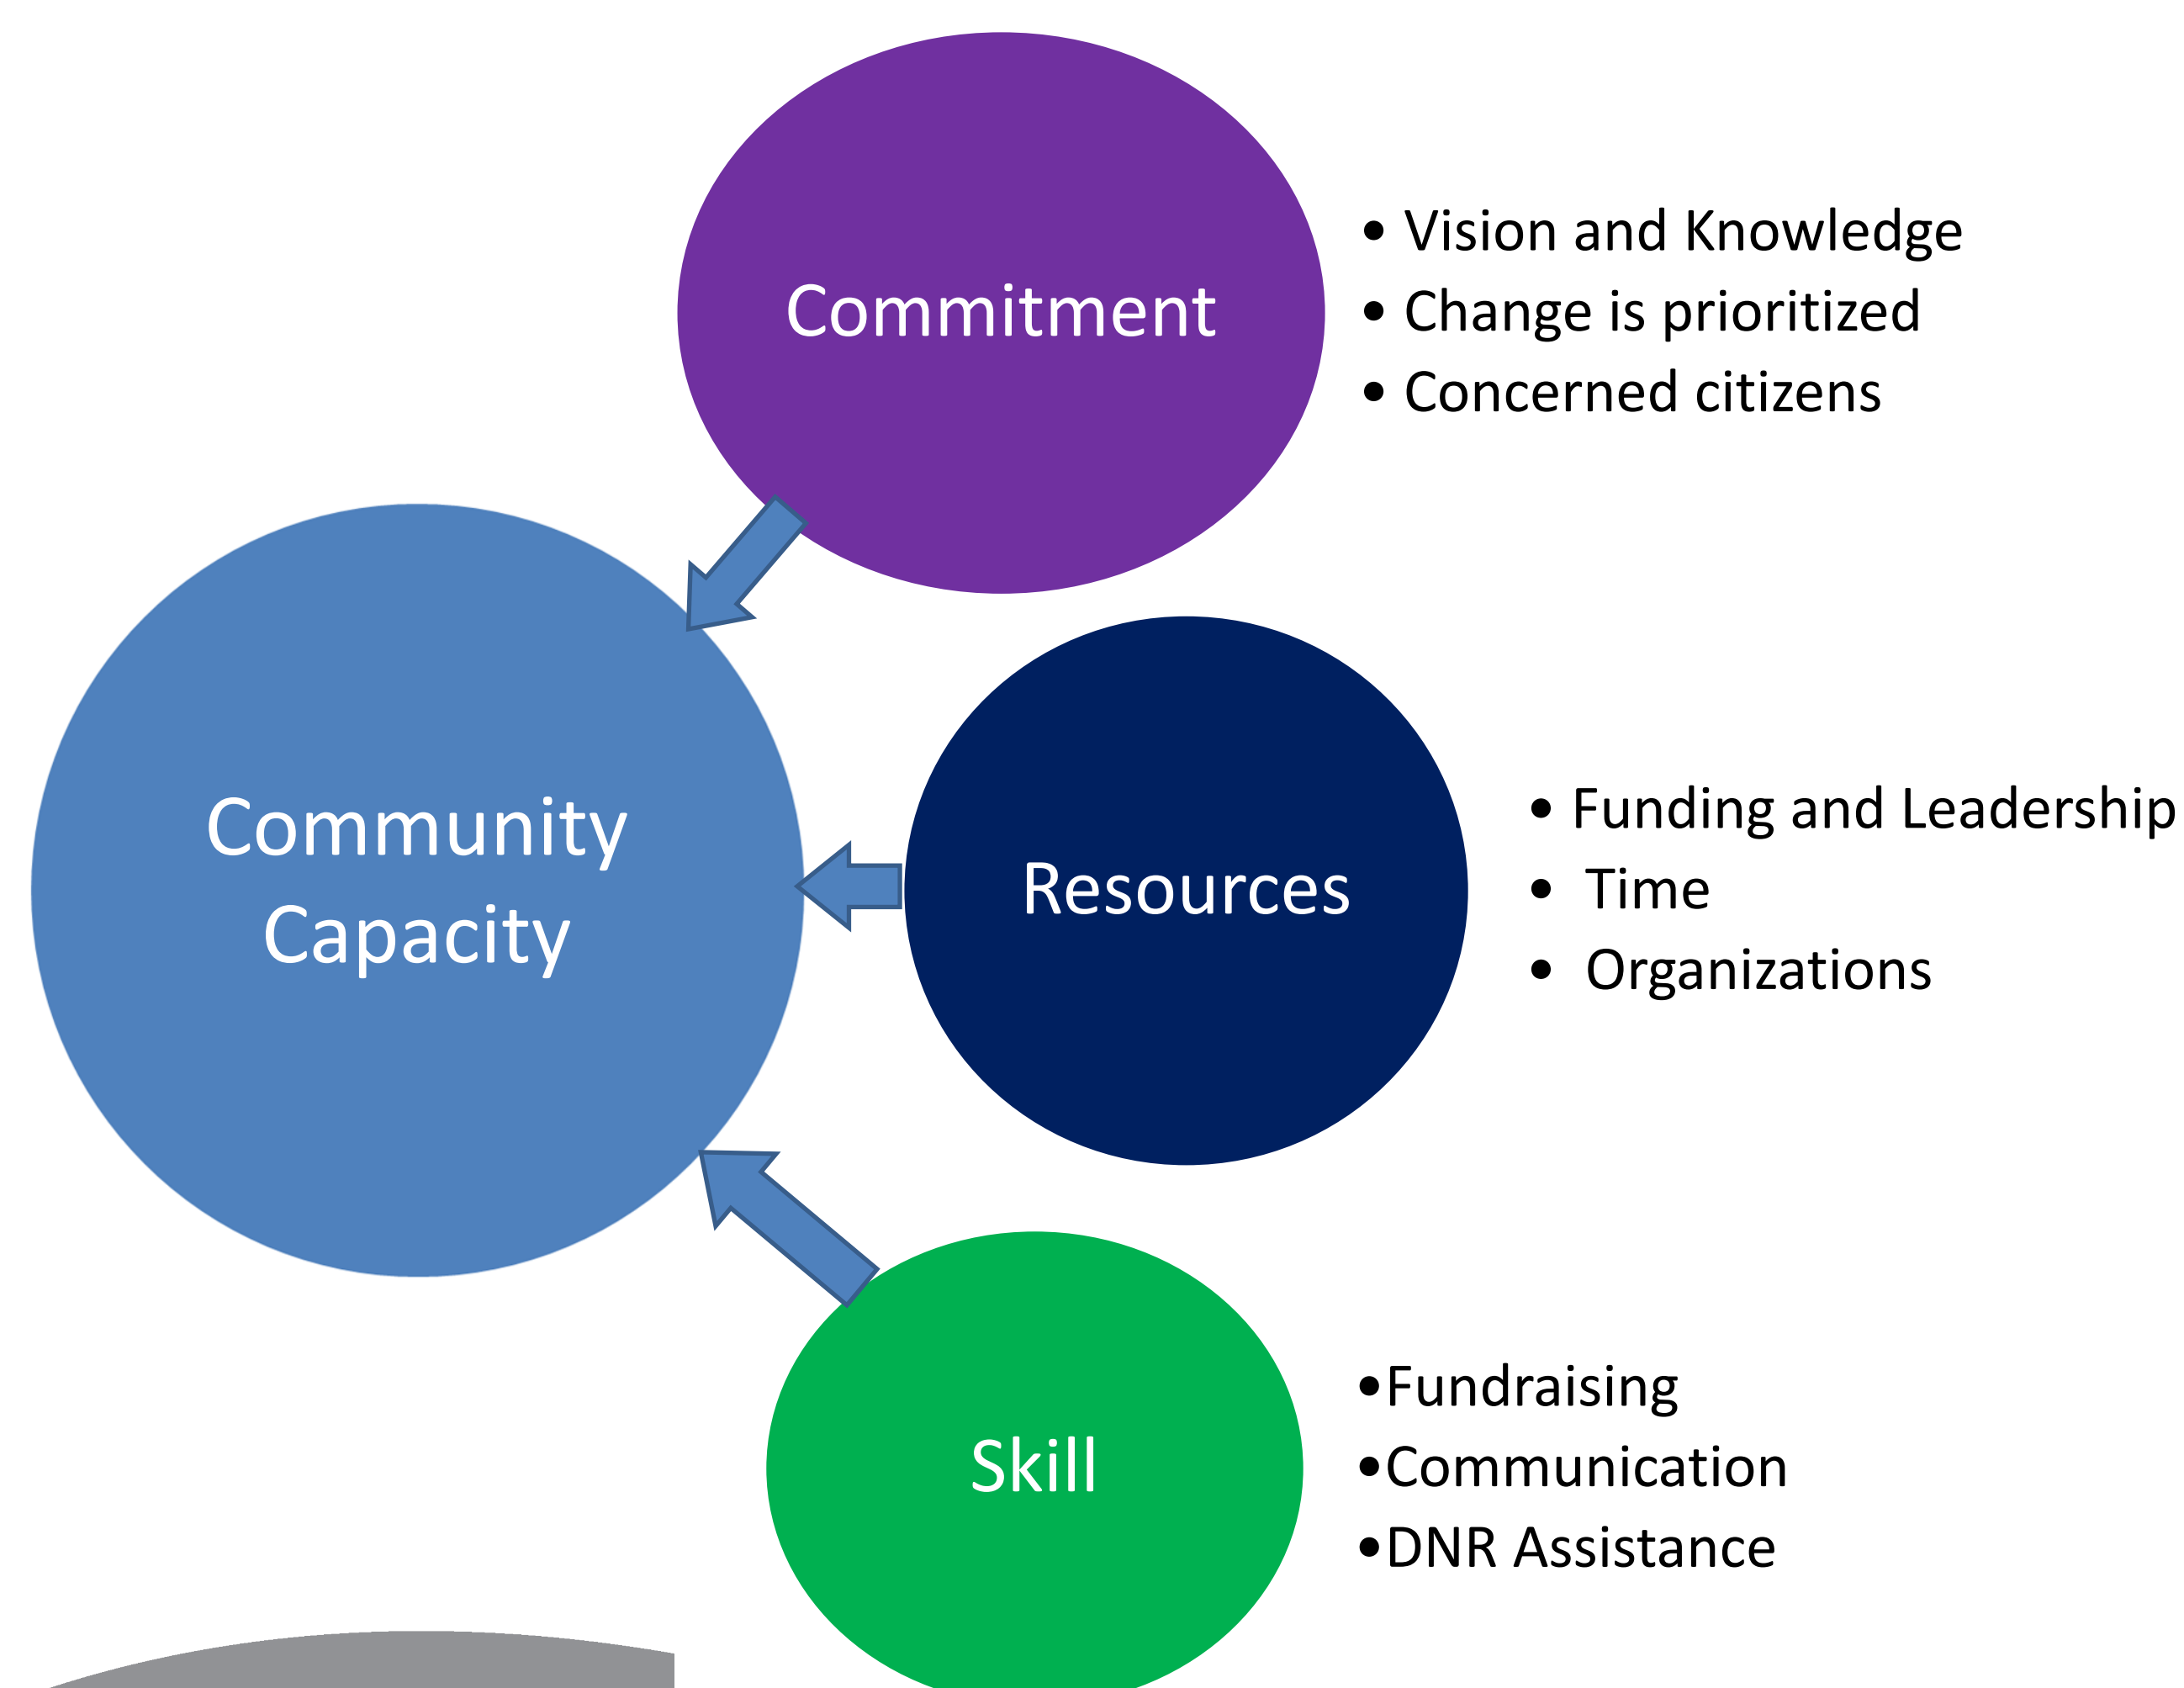 Commitment
• Vision and Knowledge
• Change is prioritized
• Concerned citizens
Community
Capacity
Resources
• Funding and Leadership
• Time
• Organizations
Skill
•Fundraising
•Communication
•DNR Assistance